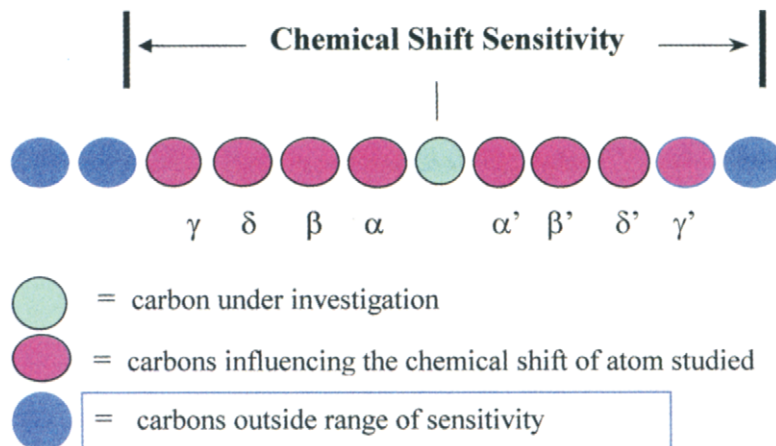 Chemical Shift Sensitivity
γ δ β α α’ β’ δ’ γ’
= carbon under investigation
= carbons influencing the chemical shift of atom studied
= carbons outside range of sensitivity